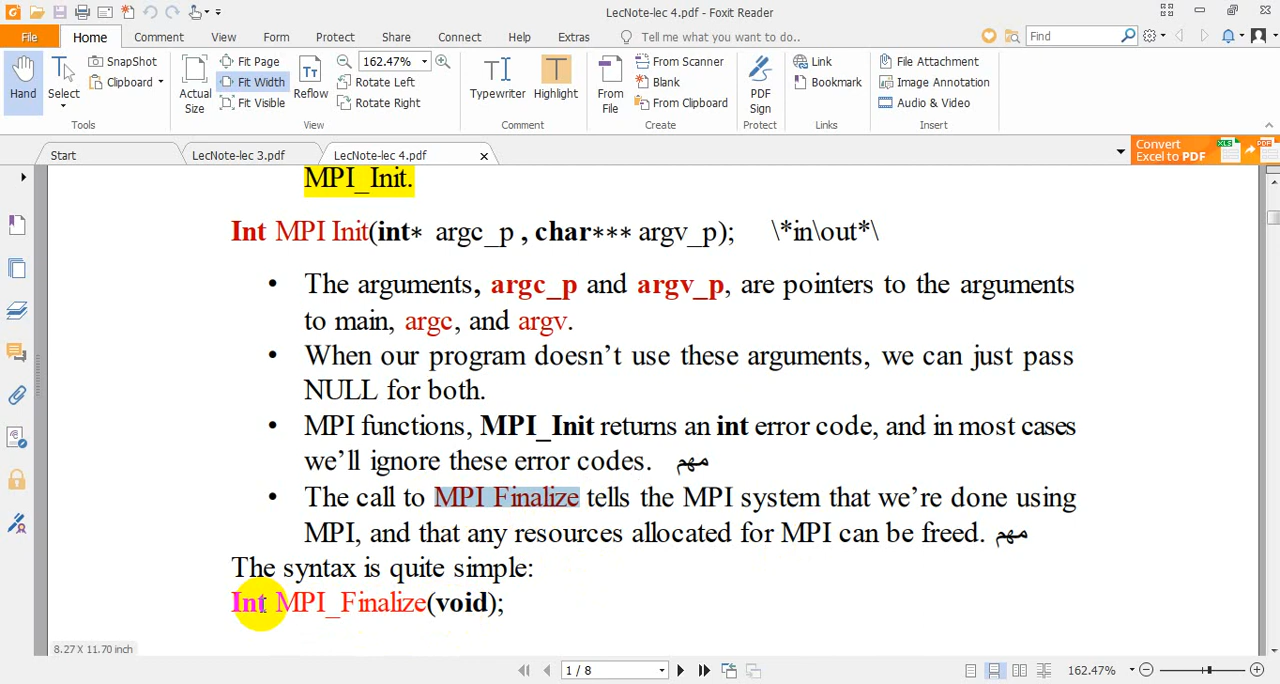 LecNote-lec 4.pdf - Foxit Reader
File Home Comment View Form Protect Share Connect Help Extras Tell me what you want to do.. Find
SnapShot Fit Page 162.47% From Scanner Link File Attachment
Clipboard Fit Width Rotate Left Blank Bookmark Image Annotation
Hand Select Actual Size Fit Visible Reflow Rotate Right Typewriter Highlight From File From Clipboard PDF Sign Audio & Video
Tools View Comment Create Protect Links Insert
Start LecNote-lec 3.pdf LecNote-lec 4.pdf Convert Excel to PDF
MPI_Init.
Int MPI Init(int* argc_p , char*** argv_p); \*in\out*\
• The arguments, argc_p and argv_p, are pointers to the arguments
to main, argc, and argv.
• When our program doesn’t use these arguments, we can just pass
NULL for both.
• MPI functions, MPI_Init returns an int error code, and in most cases
we’ll ignore these error codes. مهم
• The call to MPI Finalize tells the MPI system that we’re done using
MPI, and that any resources allocated for MPI can be freed. مهم
The syntax is quite simple:
Int MPI_Finalize(void);
8.27 X 11.70 inch
1 / 8 162.47%